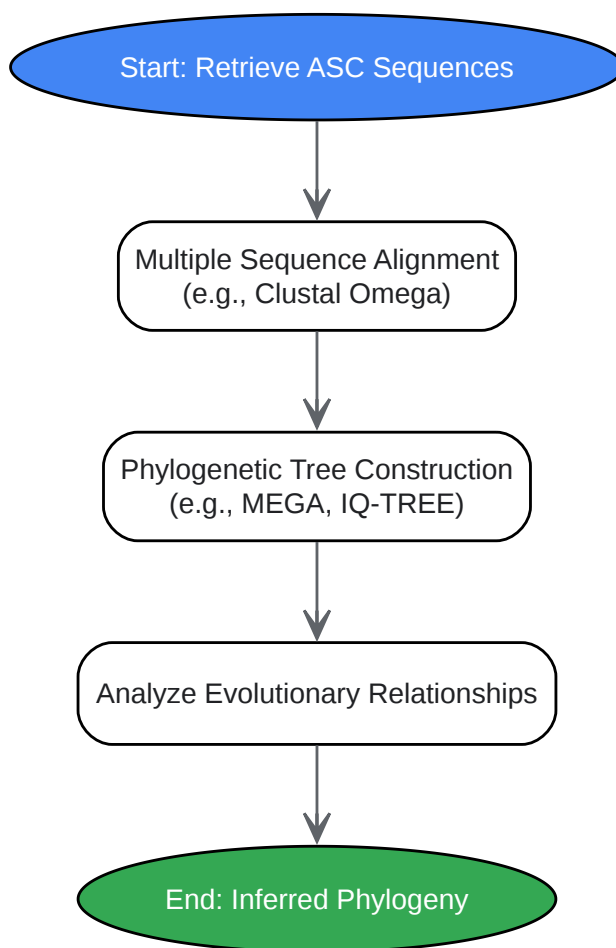 Start: Retrieve ASC Sequences
Multiple Sequence Alignment
(e.g., Clustal Omega)
Phylogenetic Tree Construction
(e.g., MEGA, IQ-TREE)
Analyze Evolutionary Relationships
End: Inferred Phylogeny